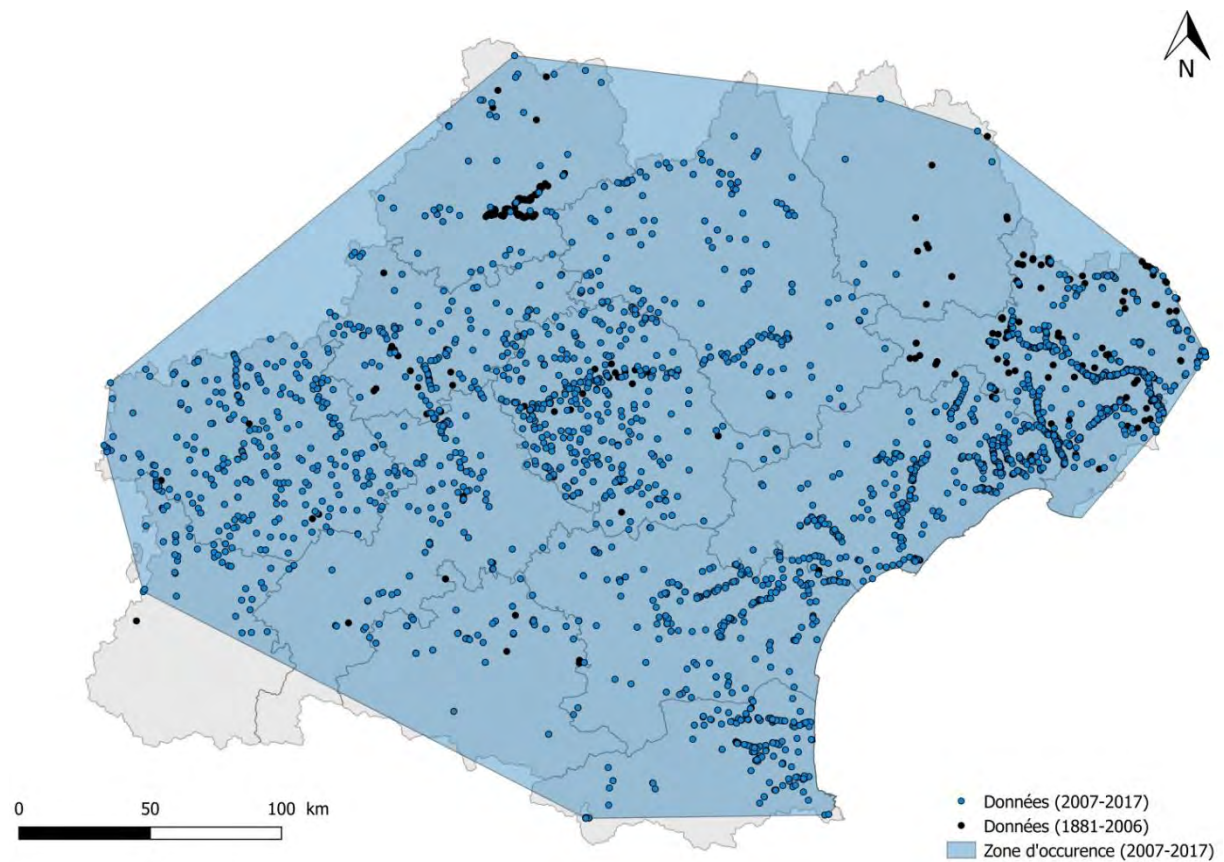 N
0 50 100 km
Données (2007-2017)
Données (1881-2006)
Zone d'occurence (2007-2017)